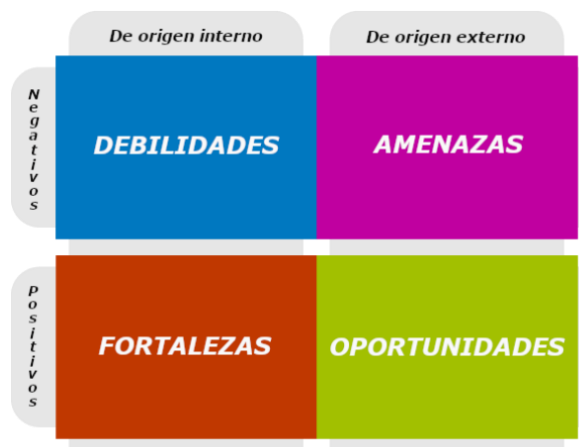 De origen interno
De origen externo
Negativos
DEBILIDADES
AMENAZAS
Positivos
FORTALEZAS
OPORTUNIDADES